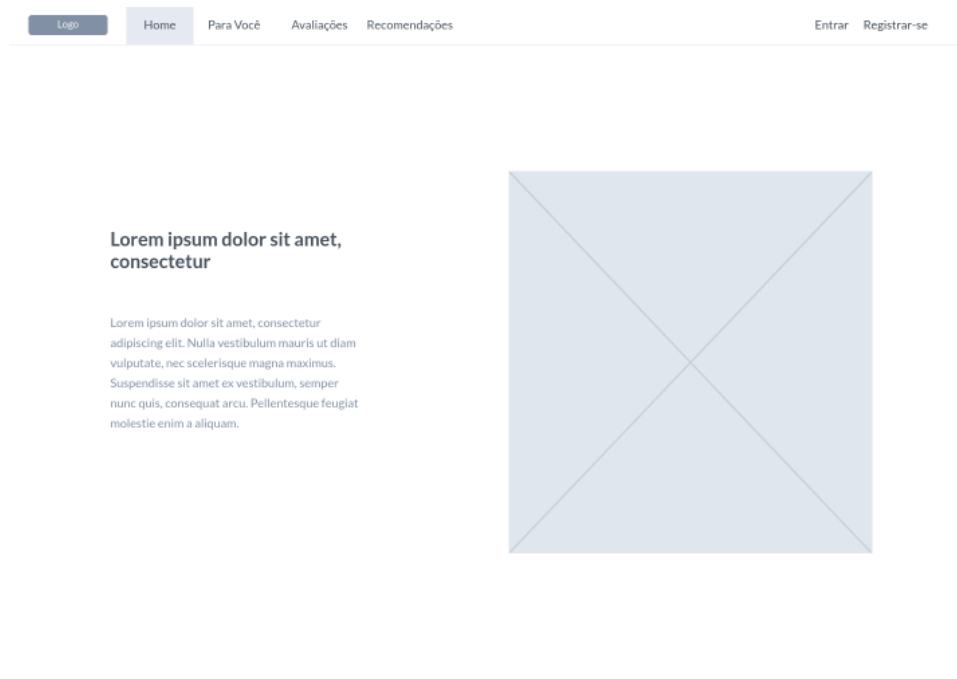 Logo
Home
Para Você
Avaliações
Recomendações
Entrar
Registrar-se
Lorem ipsum dolor sit amet,
consectetur
Lorem ipsum dolor sit amet, consectetur
adipiscing elit. Nulla vestibulum mauris ut diam
vulputate, nec scelerisque magna maximus.
Suspendisse sit amet ex vestibulum, semper
nunc quis, consequat arcu. Pellentesque feugiat
molestie enim a aliquam.